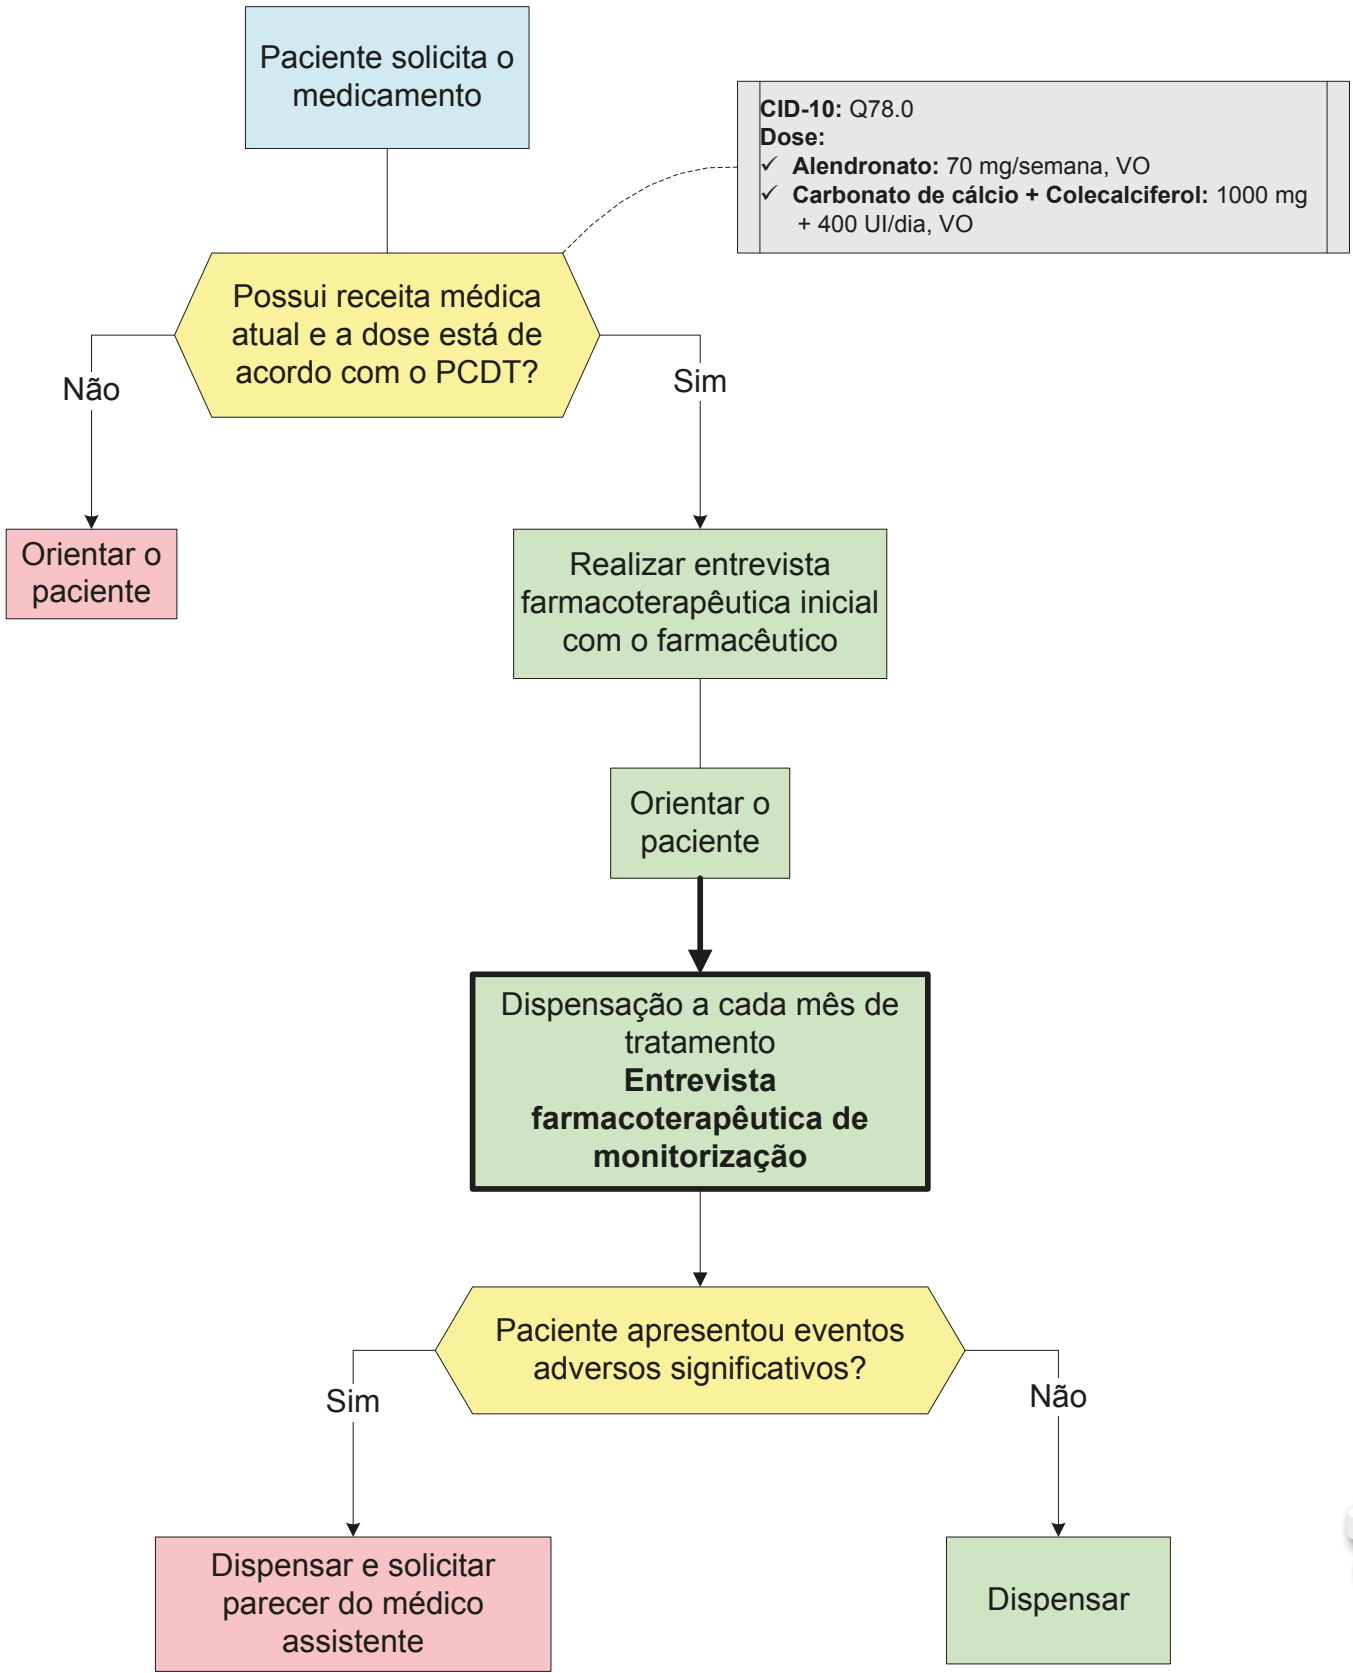 Paciente solicita o
medicamento
CID-10: Q78.0
Dose:
✓ Alendronato: 70 mg/semana, VO
✓ Carbonato de cálcio + Colecalciferol: 1000 mg
+ 400 UI/dia, VO
Possui receita médica
atual e a dose está de
acordo com o PCDT?
Não
Sim
Orientar o
paciente
Realizar entrevista
farmacoterapêutica inicial
com o farmacêutico
Orientar o
paciente
Dispensação a cada mês de
tratamento
Entrevista
farmacoterapêutica de
monitorização
Paciente apresentou eventos
adversos significativos?
Sim
Não
Dispensar e solicitar
parecer do médico
assistente
Dispensar